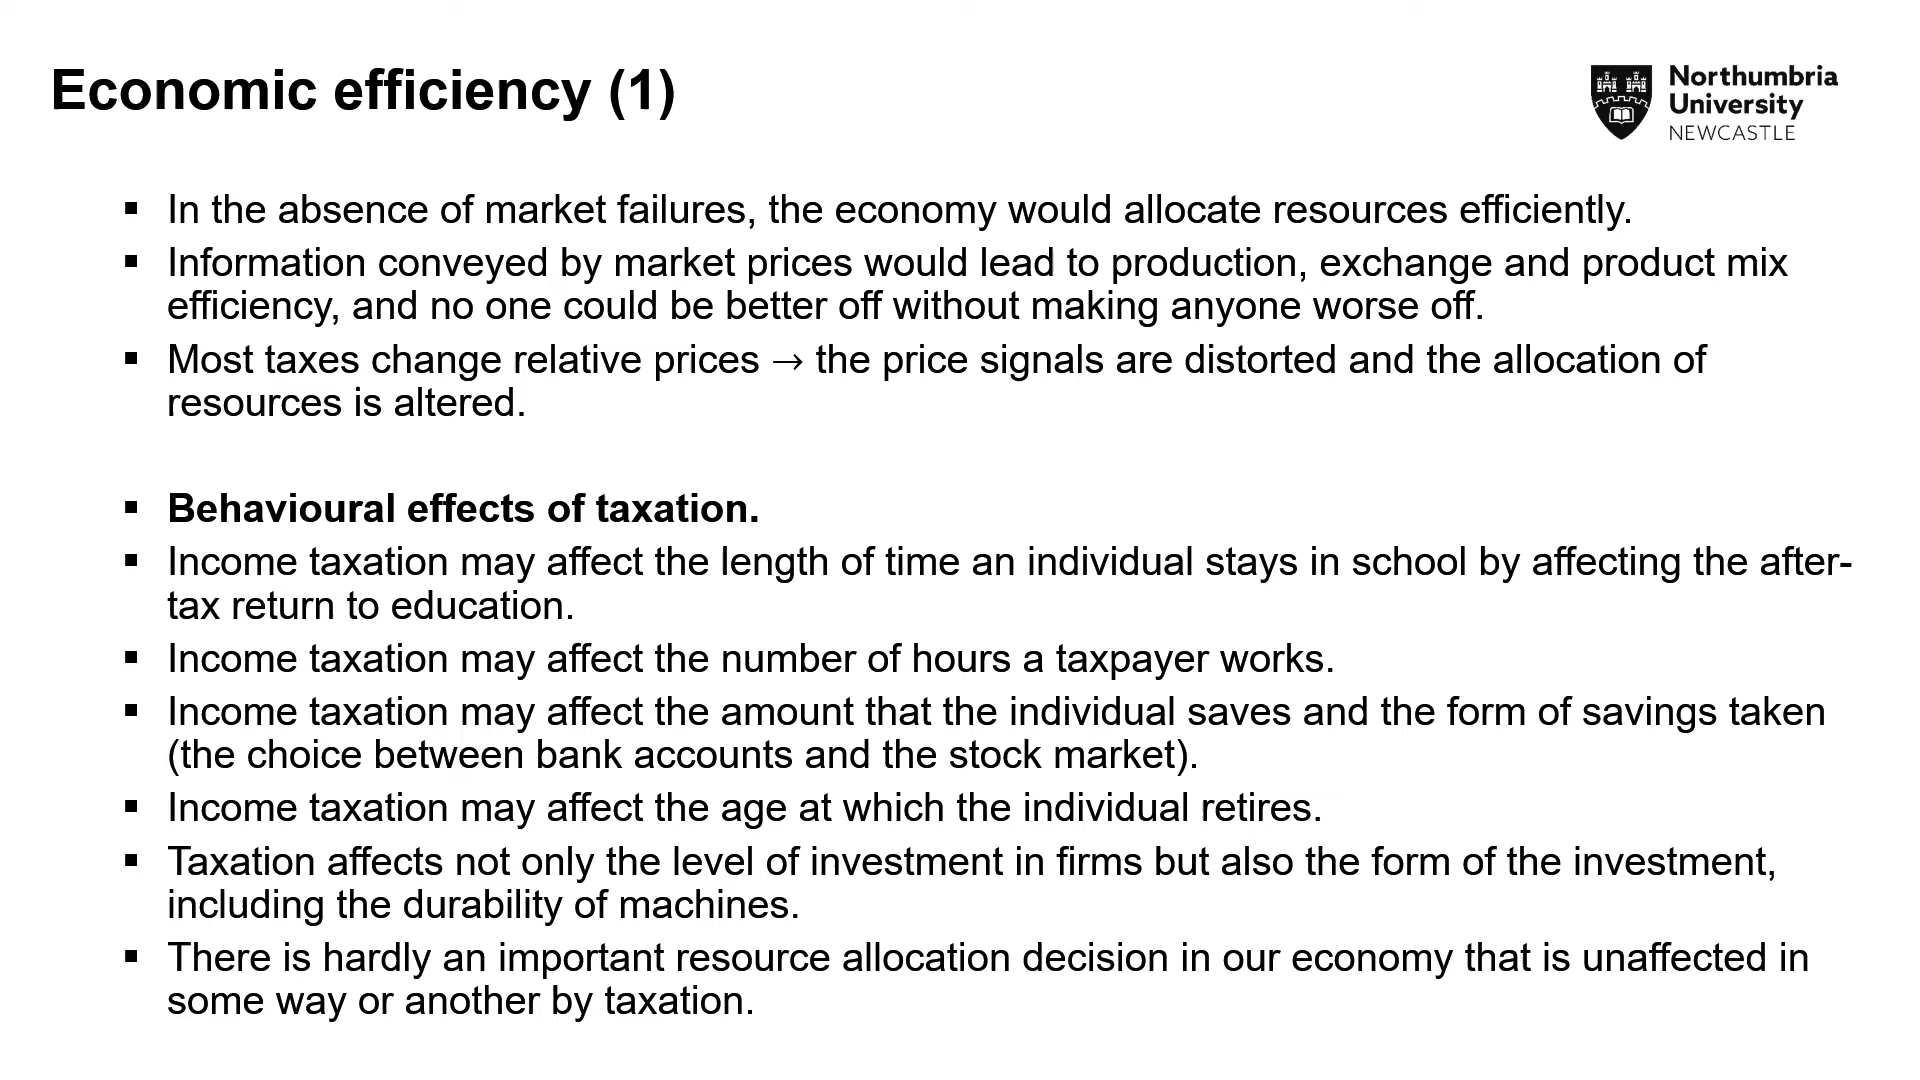 Economic efficiency (1)
Northumbria
University
NEWCASTLE
▪ In the absence of market failures, the economy would allocate resources efficiently.
▪ Information conveyed by market prices would lead to production, exchange and product mix
efficiency, and no one could be better off without making anyone worse off.
▪ Most taxes change relative prices → the price signals are distorted and the allocation of
resources is altered.
▪ Behavioural effects of taxation.
▪ Income taxation may affect the length of time an individual stays in school by affecting the after-
tax return to education.
▪ Income taxation may affect the number of hours a taxpayer works.
▪ Income taxation may affect the amount that the individual saves and the form of savings taken
(the choice between bank accounts and the stock market).
▪ Income taxation may affect the age at which the individual retires.
▪ Taxation affects not only the level of investment in firms but also the form of the investment,
including the durability of machines.
▪ There is hardly an important resource allocation decision in our economy that is unaffected in
some way or another by taxation.